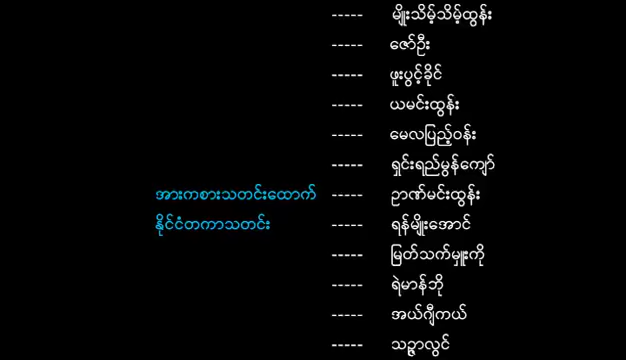 ----- မျိုးသိမ့်သိမ့်ထွန်း
----- ဇော်ဦး
----- ဖူးပွင့်ခိုင်
----- ယမင်းထွန်း
----- မေလပြည့်ဝန်း
----- ရှင်းရည်မွန်ကျော်
အားကစားသတင်းထောက် ----- ဉာဏ်မင်းထွန်း
နိုင်ငံတကာသတင်း ----- ရန်မျိုးအောင်
----- မြတ်သက်မှူးကို
----- ရဲမာန်ဘို
----- အယ်ဂျီကယ်
----- သဉ္ဇာလွင်